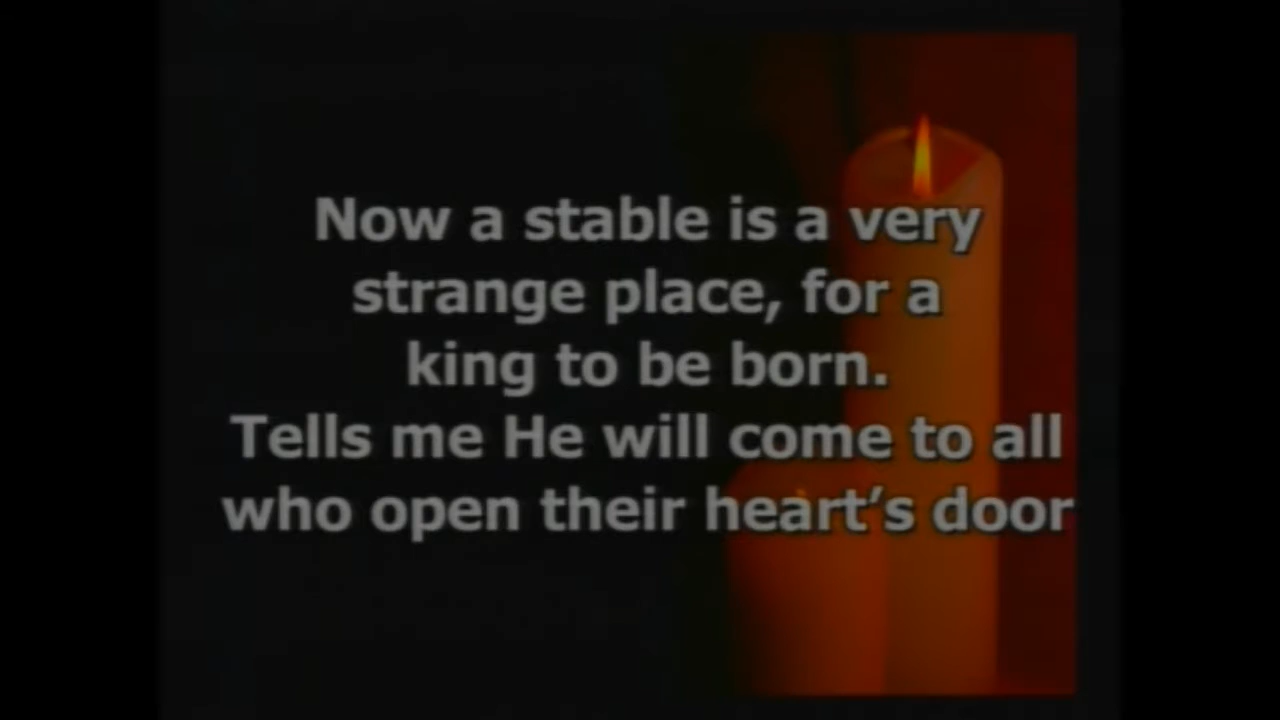 Now a stable is a very
strange place, for a
king to be born.
Tells me He will come to all
who open their heart’s door